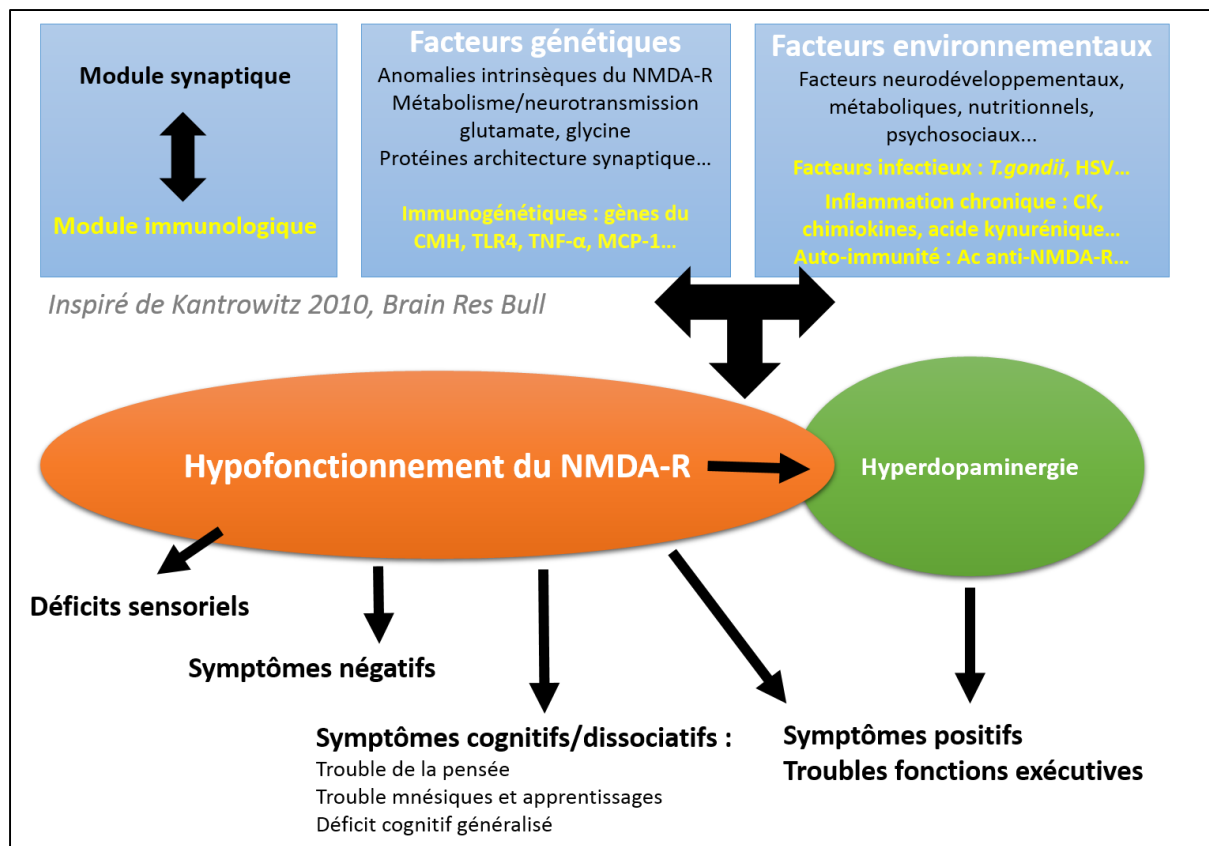 Module synaptique
Module immunologique
Facteurs génétiques
Anomalies intrinsèques du NMDA-R
Métabolisme/neurotransmission
glutamate, glycine
Protéines architecture synaptique…
Immunogénétiques : gènes du
CMH, TLR4, TNF-α, MCP-1…
Facteurs environnementaux
Facteurs neurodéveloppementaux,
métaboliques, nutritionnels,
psychosociaux...
Facteurs infectieux : T.gondii, HSV…
Inflammation chronique : CK,
chimiokines, acide kynurénique…
Auto-immunité : Ac anti-NMDA-R…
Inspiré de Kantrowitz 2010, Brain Res Bull
Hypofonctionnement du NMDA-R
Hyperdopaminergie
Déficits sensoriels
Symptômes négatifs
Symptômes cognitifs/dissociatifs :
Trouble de la pensée
Trouble mnésiques et apprentissages
Déficit cognitif généralisé
Symptômes positifs
Troubles fonctions exécutives